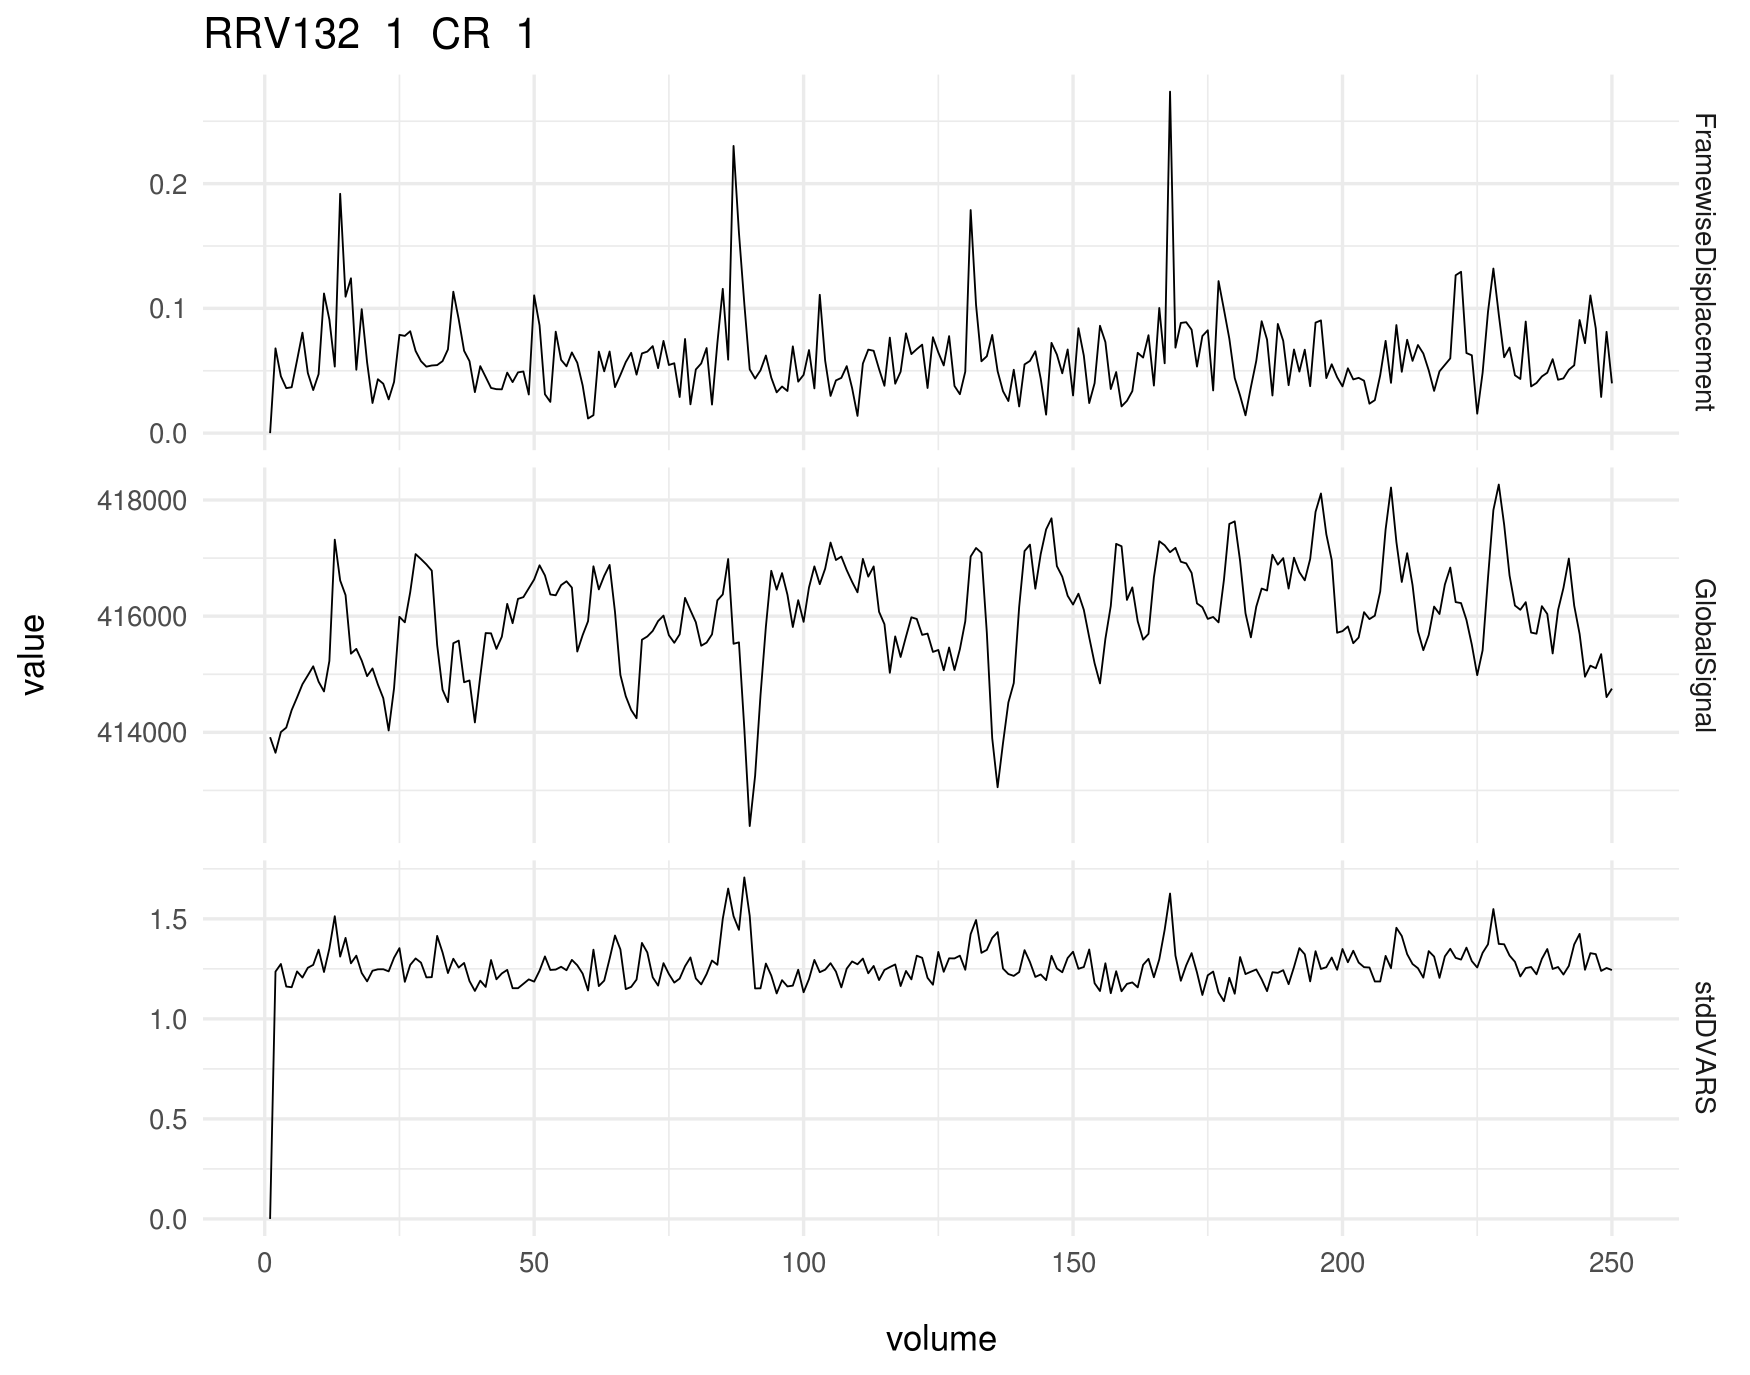 RRV132 1 CR 1
0.2
0.1
0.0
FramewiseDisplacement
418000
416000
414000
GlobalSignal
1.5
1.0
0.5
0.0
stdDVARS
value
0 50 100 150 200 250
volume